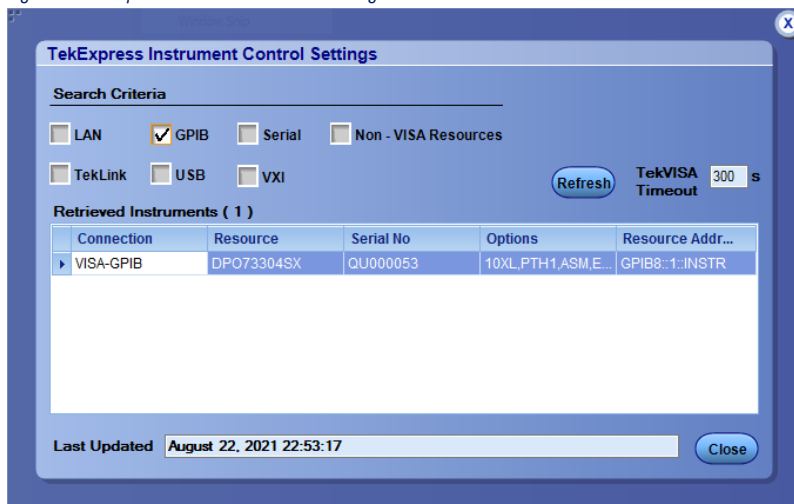 X
TekExpress Instrument Control Settings
Search Criteria
LAN GPIB Serial Non - VISA Resources
TekLink USB VXI
Refresh TekVISA Timeout 300 s
Retrieved Instruments ( 1 )
Connection Resource Serial No Options Resource Addr...
VISA-GPIB DPO73304SX QU000053 10XL,PTH1,ASM,E... GPIB8::1::INSTR
Last Updated August 22, 2021 22:53:17 Close